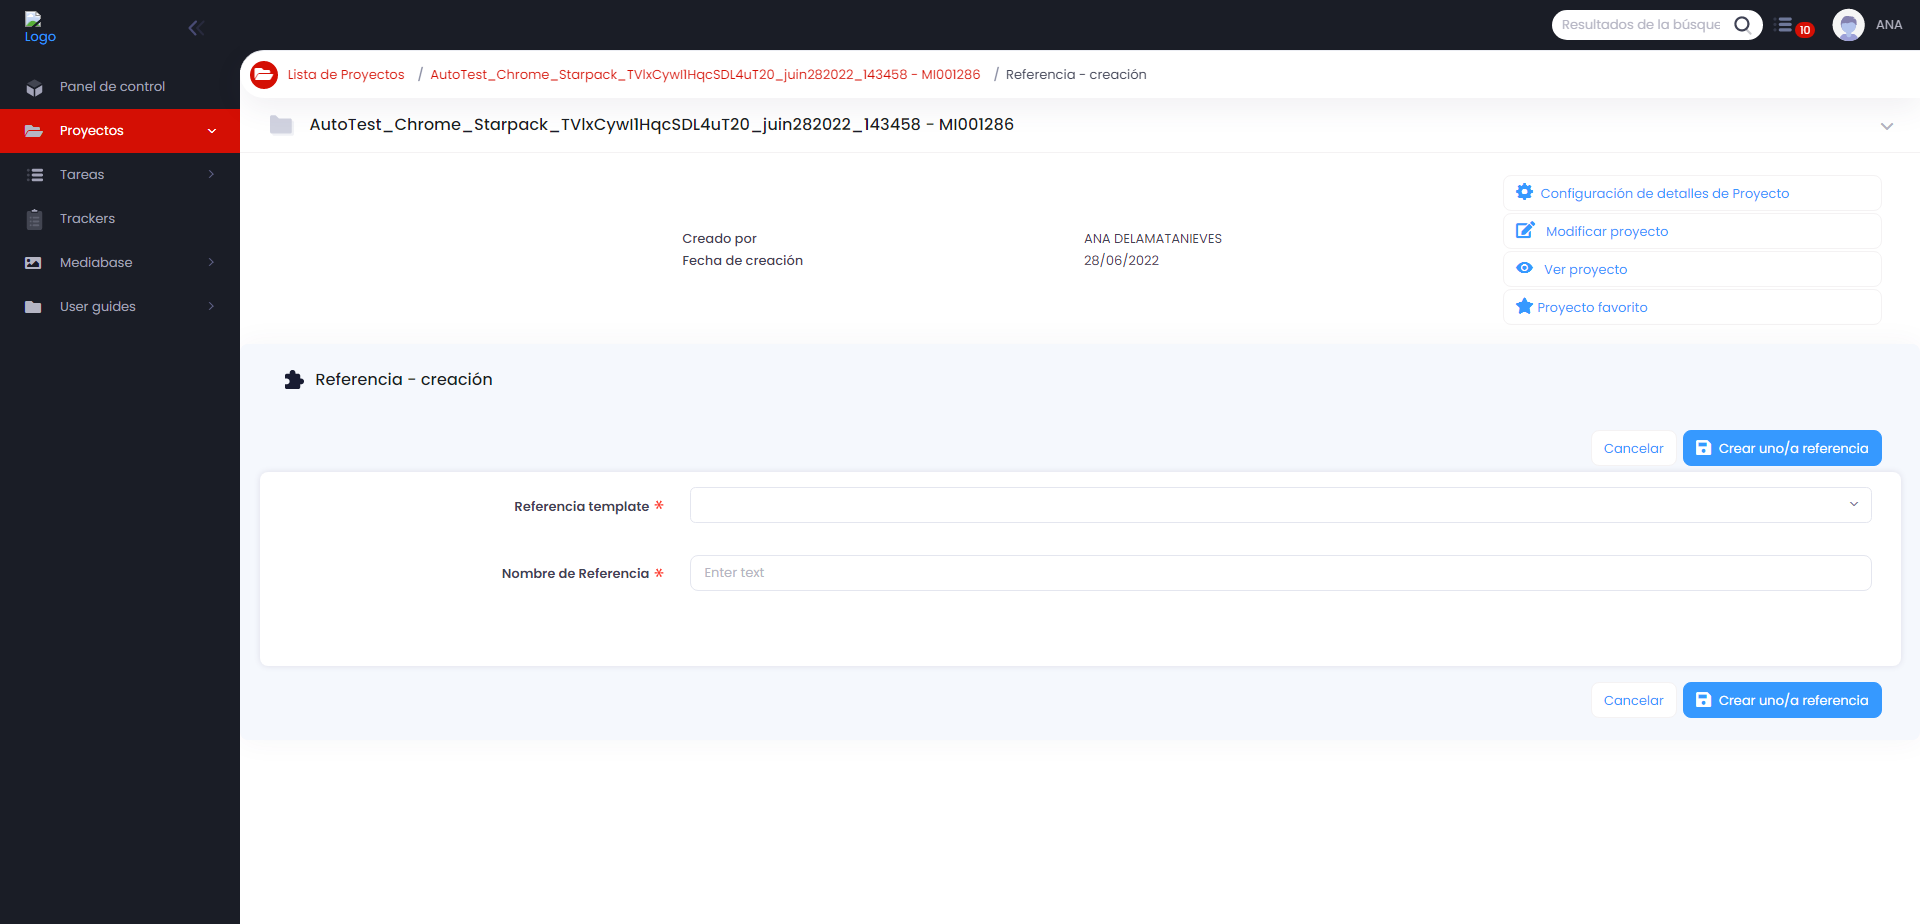 Logo
Resultados de la búsque
10
ANA
Panel de control
Proyectos
Tareas
Trackers
Mediabase
User guides
Lista de Proyectos / AutoTest_Chrome_Starpack_TVlxCywI1HqcSDL4uT20_juin282022_143458 - MI001286 / Referencia - creación
AutoTest_Chrome_Starpack_TVlxCywI1HqcSDL4uT20_juin282022_143458 - MI001286
Creado por ANA DELAMATANIEVES
Fecha de creación 28/06/2022
Configuración de detalles de Proyecto
Modificar proyecto
Ver proyecto
Proyecto favorito
Referencia - creación
Cancelar Crear uno/a referencia
Referencia template *
Nombre de Referencia * Enter text
Cancelar Crear uno/a referencia